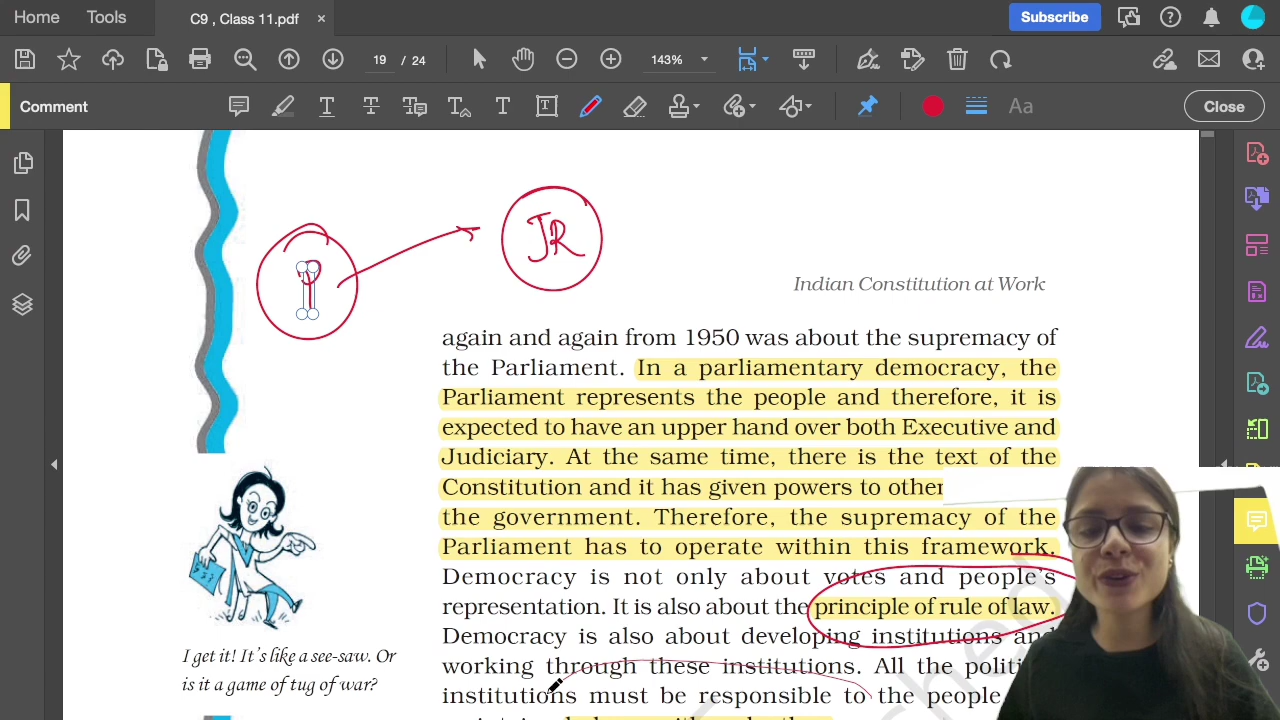 Home Tools C9 , Class 11.pdf × Subscribe
19 / 24 143%
Comment Aa Close
P JR
Indian Constitution at Work
again and again from 1950 was about the supremacy of
the Parliament. In a parliamentary democracy, the
Parliament represents the people and therefore, it is
expected to have an upper hand over both Executive and
Judiciary. At the same time, there is the text of the
Constitution and it has given powers to other
the government. Therefore, the supremacy of the
Parliament has to operate within this framework.
Democracy is not only about votes and people's
representation. It is also about the principle of rule of law.
Democracy is also about developing institutions and
working through these institutions. All the politi
institutions must be responsible to the people
I get it! It's like a see-saw. Or
is it a game of tug of war?